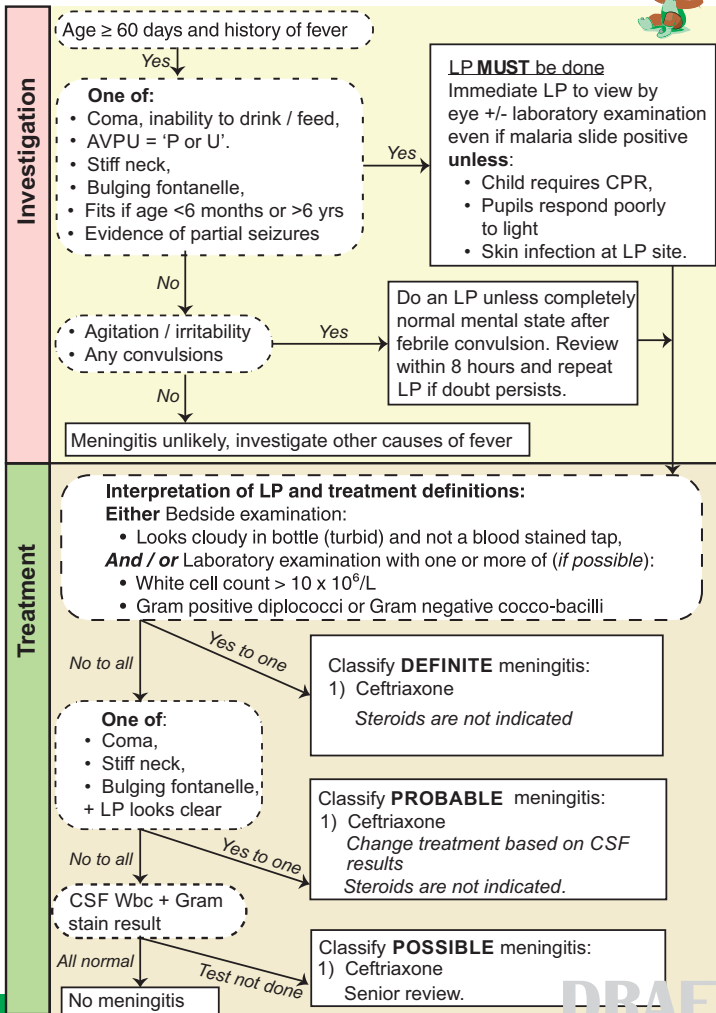 Investigation
Age ≥ 60 days and history of fever
Yes
One of:
• Coma, inability to drink / feed,
• AVPU = ‘P or U’.
• Stiff neck,
• Bulging fontanelle,
• Fits if age <6 months or >6 yrs
• Evidence of partial seizures
Yes
LP MUST be done
Immediate LP to view by
eye +/- laboratory examination
even if malaria slide positive
unless:
• Child requires CPR,
• Pupils respond poorly
to light
• Skin infection at LP site.
No
• Agitation / irritability
• Any convulsions
Yes
Do an LP unless completely
normal mental state after
febrile convulsion. Review
within 8 hours and repeat
LP if doubt persists.
No
Meningitis unlikely, investigate other causes of fever
Treatment
Interpretation of LP and treatment definitions:
Either Bedside examination:
• Looks cloudy in bottle (turbid) and not a blood stained tap,
And / or Laboratory examination with one or more of (if possible):
• White cell count > 10 x 10⁶/L
• Gram positive diplococci or Gram negative cocco-bacilli
No to all
Yes to one
Classify DEFINITE meningitis:
1) Ceftriaxone
Steroids are not indicated
One of:
• Coma,
• Stiff neck,
• Bulging fontanelle,
+ LP looks clear
No to all
Yes to one
Classify PROBABLE meningitis:
1) Ceftriaxone
Change treatment based on CSF
results
Steroids are not indicated.
CSF Wbc + Gram
stain result
All normal
Test not done
Classify POSSIBLE meningitis:
1) Ceftriaxone
Senior review.
No meningitis